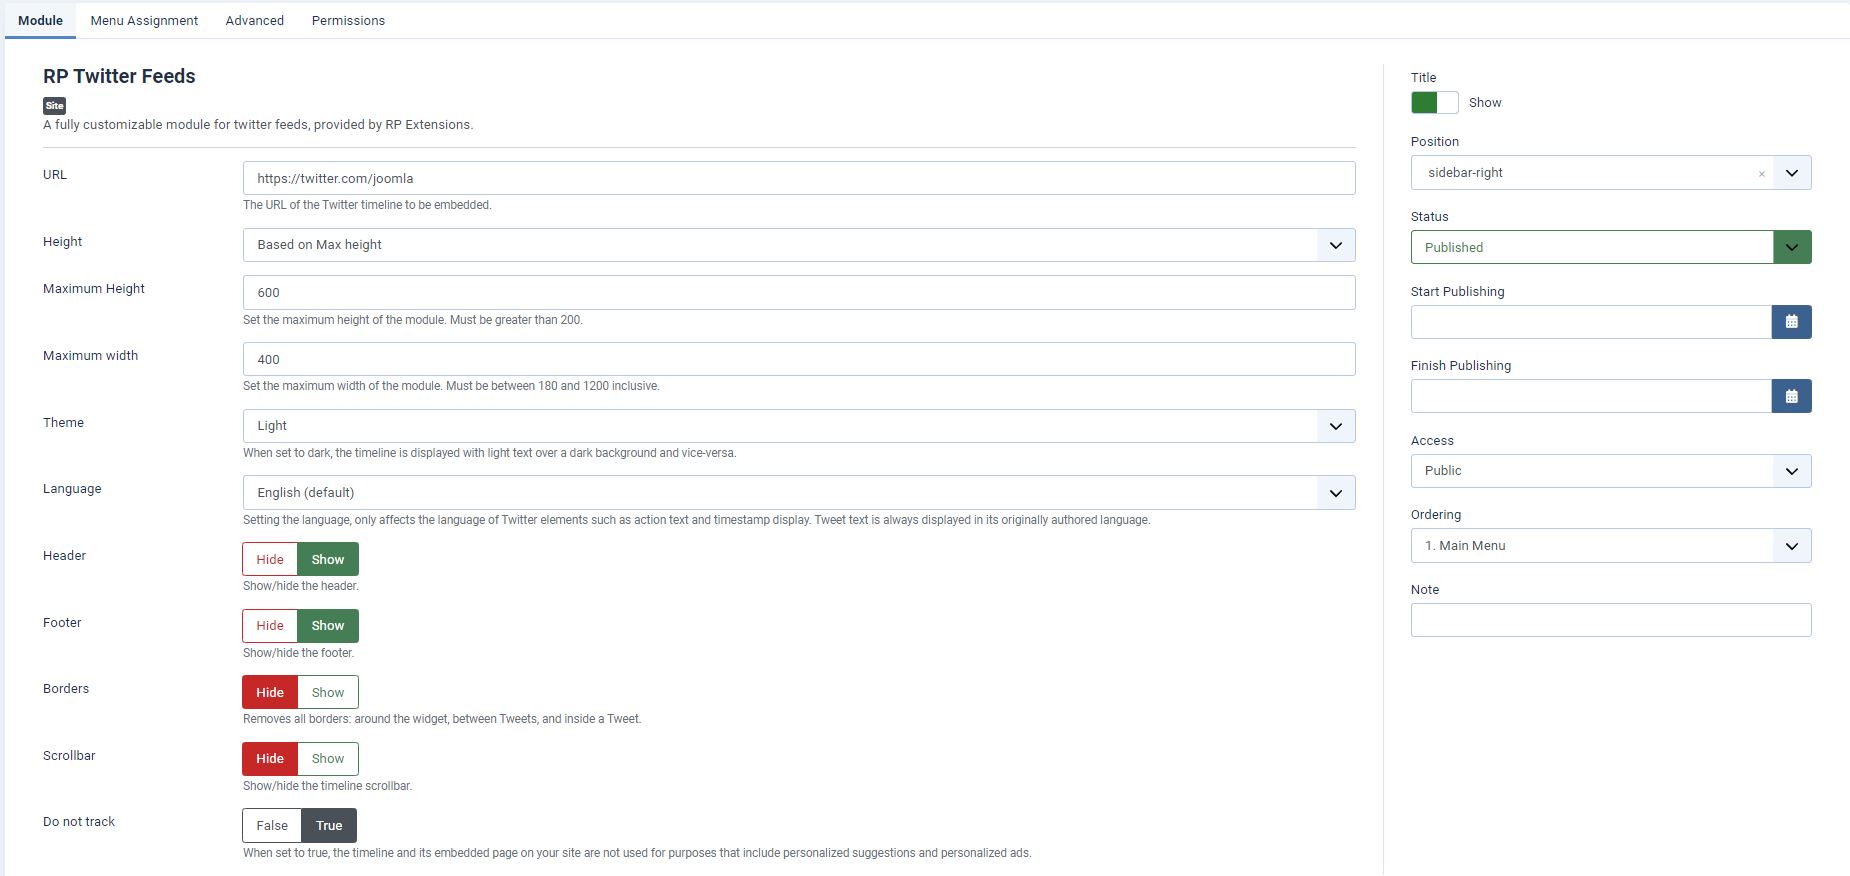 Module Menu Assignment Advanced Permissions
RP Twitter Feeds
Site
A fully customizable module for twitter feeds, provided by RP Extensions.
URL
https://twitter.com/joomla
The URL of the Twitter timeline to be embedded.
Height
Based on Max height
Maximum Height
600
Set the maximum height of the module. Must be greater than 200.
Maximum width
400
Set the maximum width of the module. Must be between 180 and 1200 inclusive.
Theme
Light
When set to dark, the timeline is displayed with light text over a dark background and vice-versa.
Language
English (default)
Setting the language, only affects the language of Twitter elements such as action text and timestamp display. Tweet text is always displayed in its originally authored language.
Header
Hide Show
Show/hide the header.
Footer
Hide Show
Show/hide the footer.
Borders
Hide Show
Removes all borders: around the widget, between Tweets, and inside a Tweet.
Scrollbar
Hide Show
Show/hide the timeline scrollbar.
Do not track
False True
When set to true, the timeline and its embedded page on your site are not used for purposes that include personalized suggestions and personalized ads.
Title
Show
Position
sidebar-right ×
Status
Published
Start Publishing
Finish Publishing
Access
Public
Ordering
1. Main Menu
Note